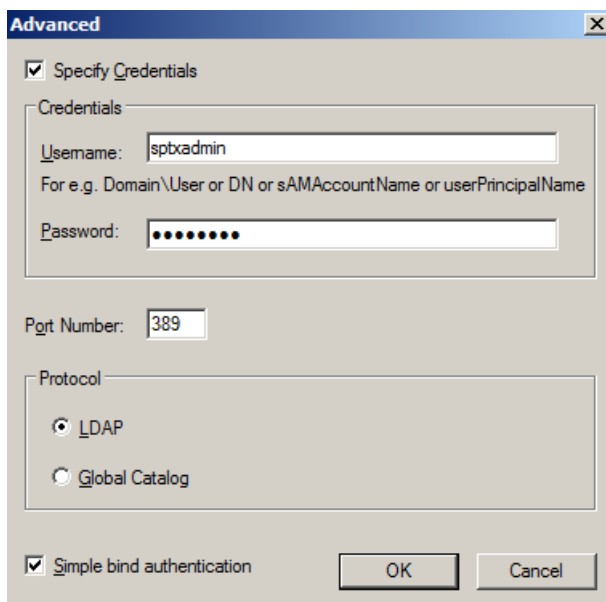 Advanced
Specify Credentials
Credentials
Username: sptxadmin
For e.g. Domain\User or DN or sAMAccountName or userPrincipalName
Password: ●●●●●●●●
Port Number: 389
Protocol
LDAP
Global Catalog
Simple bind authentication OK Cancel